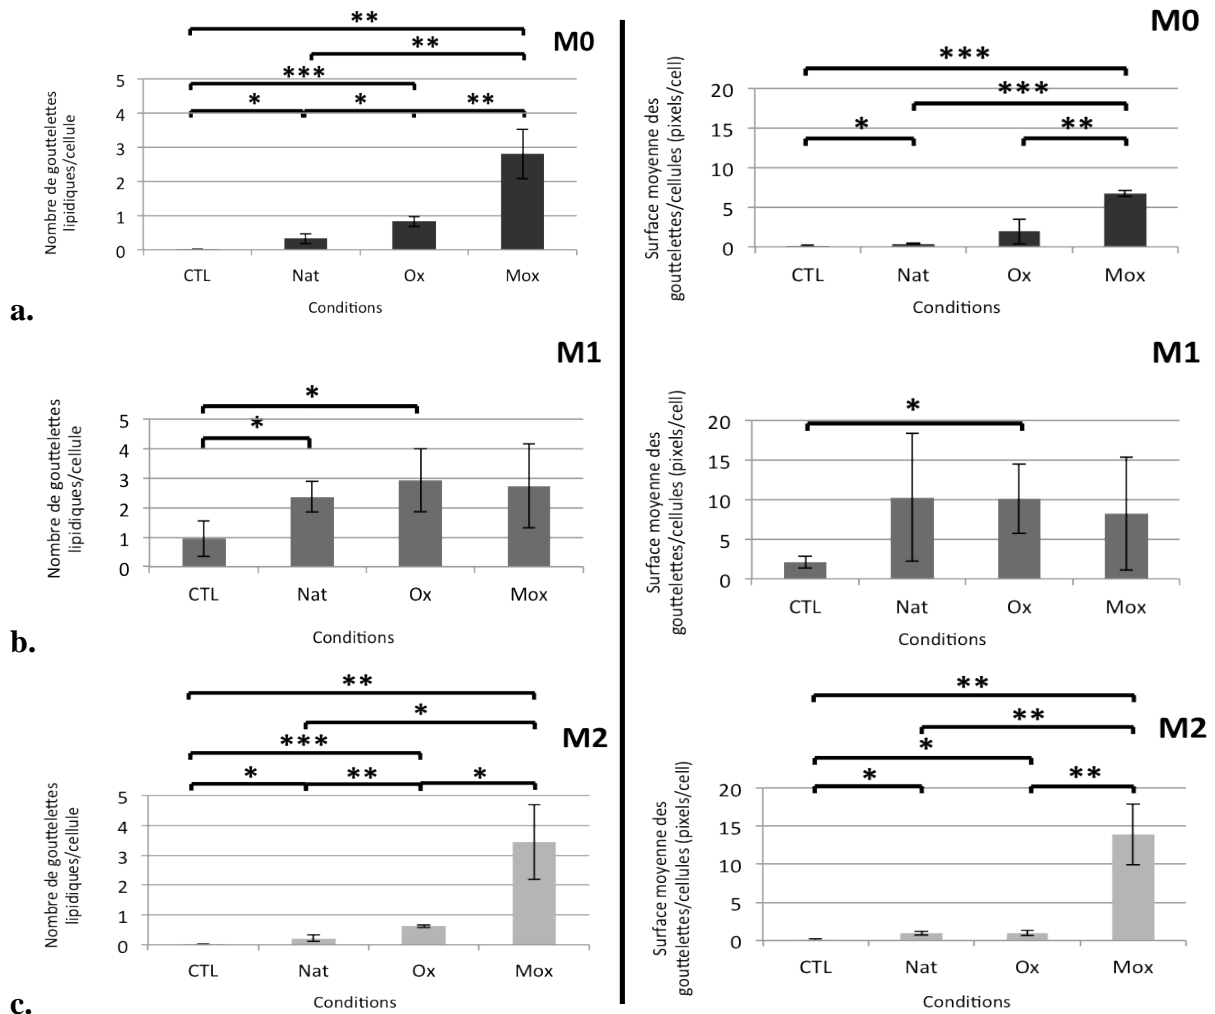 M0
**
**
***
* * **
5
4
3
2
1
0
Nombre de gouttelettes
lipidiques/cellule
CTL Nat Ox Mox
Conditions
a.
M0
***
***
* **
20
15
10
5
0
Surface moyenne des
gouttelettes/cellules (pixels/cell)
CTL Nat Ox Mox
Conditions
M1
*
*
5
4
3
2
1
0
Nombre de gouttelettes
lipidiques/cellule
CTL Nat Ox Mox
Conditions
b.
M1
*
20
15
10
5
0
Surface moyenne des
gouttelettes/cellules (pixels/cell)
CTL Nat Ox Mox
Conditions
**
*
M2
***
* ** *
5
4
3
2
1
0
Nombre de gouttelettes
lipidiques/cellule
CTL Nat Ox Mox
Conditions
c.
**
**
M2
*
* **
20
15
10
5
0
Surface moyenne des
gouttelettes/cellules (pixels/cell)
CTL Nat Ox Mox
Conditions